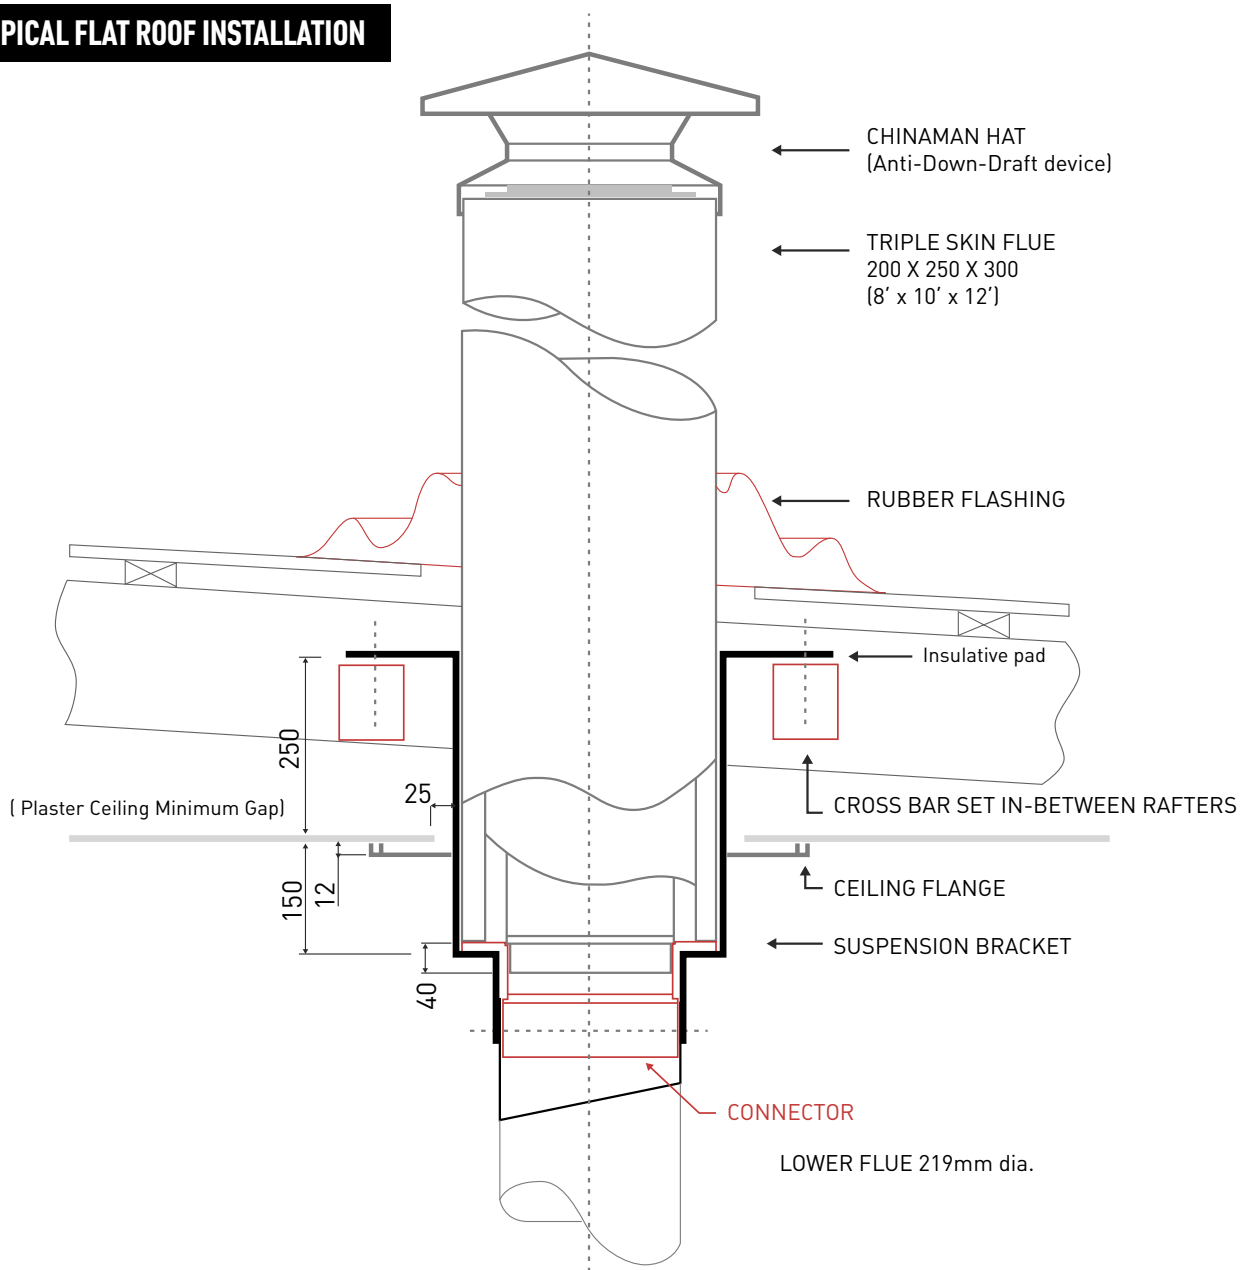 PICAL FLAT ROOF INSTALLATION
CHINAMAN HAT
(Anti-Down-Draft device)
TRIPLE SKIN FLUE
200 X 250 X 300
(8’ x 10’ x 12’)
RUBBER FLASHING
Insulative pad
250
25
( Plaster Ceiling Minimum Gap)
CROSS BAR SET IN-BETWEEN RAFTERS
150
12
CEILING FLANGE
SUSPENSION BRACKET
40
CONNECTOR
LOWER FLUE 219mm dia.